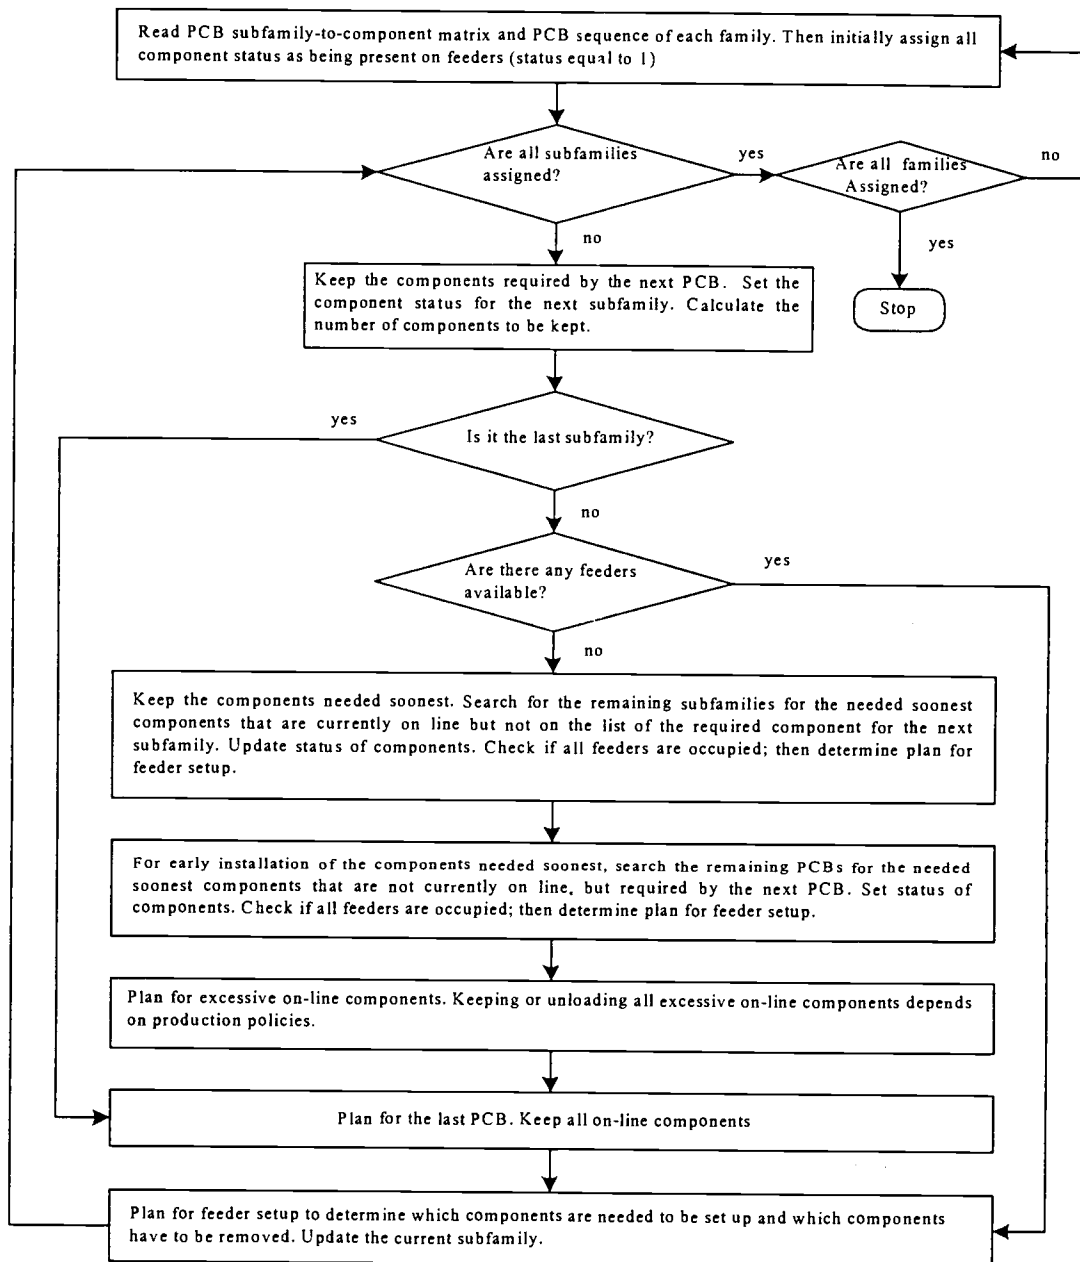 Read PCB subfamily-to-component matrix and PCB sequence of each family. Then initially assign all
component status as being present on feeders (status equal to 1)
Are all subfamilies
assigned?
yes
Are all families
Assigned?
no
no
yes
Keep the components required by the next PCB. Set the
component status for the next subfamily. Calculate the
number of components to be kept.
Stop
yes
Is it the last subfamily?
no
Are there any feeders
available?
yes
no
Keep the components needed soonest. Search for the remaining subfamilies for the needed soonest
components that are currently on line but not on the list of the required component for the next
subfamily. Update status of components. Check if all feeders are occupied; then determine plan for
feeder setup.
For early installation of the components needed soonest, search the remaining PCBs for the needed
soonest components that are not currently on line, but required by the next PCB. Set status of
components. Check if all feeders are occupied; then determine plan for feeder setup.
Plan for excessive on-line components. Keeping or unloading all excessive on-line components depends
on production policies.
Plan for the last PCB. Keep all on-line components
Plan for feeder setup to determine which components are needed to be set up and which components
have to be removed. Update the current subfamily.